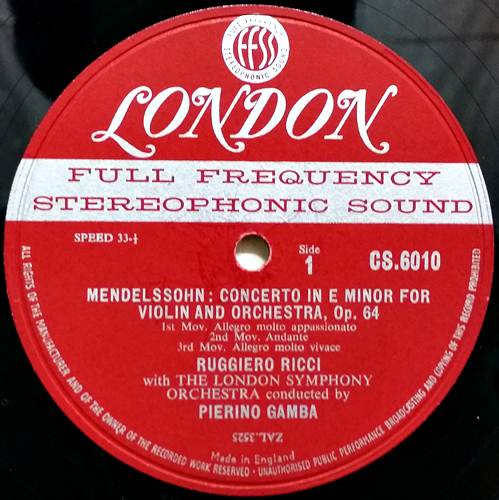 FULL FREQUENCY
FFSS
STEREOPHONIC SOUND
LONDON
FULL FREQUENCY
STEREOPHONIC SOUND
SPEED 33-⅓
Side
1
CS.6010
MENDELSSOHN: CONCERTO IN E MINOR FOR
VIOLIN AND ORCHESTRA, Op. 64
1st Mov. Allegro molto appassionato
2nd Mov. Andante
3rd Mov. Allegro molto vivace
RUGGIERO RICCI
with THE LONDON SYMPHONY
ORCHESTRA conducted by
PIERINO GAMBA
ZAL.3525
Made in England
ALL RIGHTS OF THE MANUFACTURER AND OF THE OWNER OF THE RECORDED WORK RESERVED · UNAUTHORISED PUBLIC PERFORMANCE BROADCASTING AND COPYING OF THIS RECORD PROHIBITED